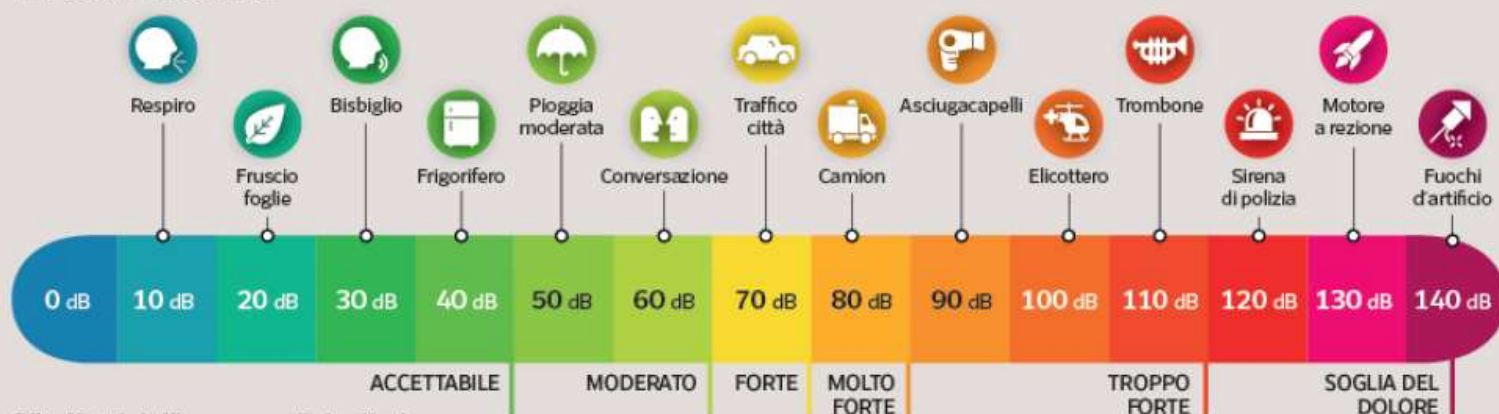 Respiro
Bisbiglio
Pioggia
moderata
Traffico
città
Asciugacapelli
Trombone
Motore
a rezione
Fruscio
foglie
Frigorifero
Conversazione
Camion
Elicottero
Sirena
di polizia
Fuochi
d'artificio
0 dB 10 dB 20 dB 30 dB 40 dB 50 dB 60 dB 70 dB 80 dB 90 dB 100 dB 110 dB 120 dB 130 dB 140 dB
ACCETTABILE
MODERATO
FORTE
MOLTO
FORTE
TROPPO
FORTE
SOGLIA DEL
DOLORE